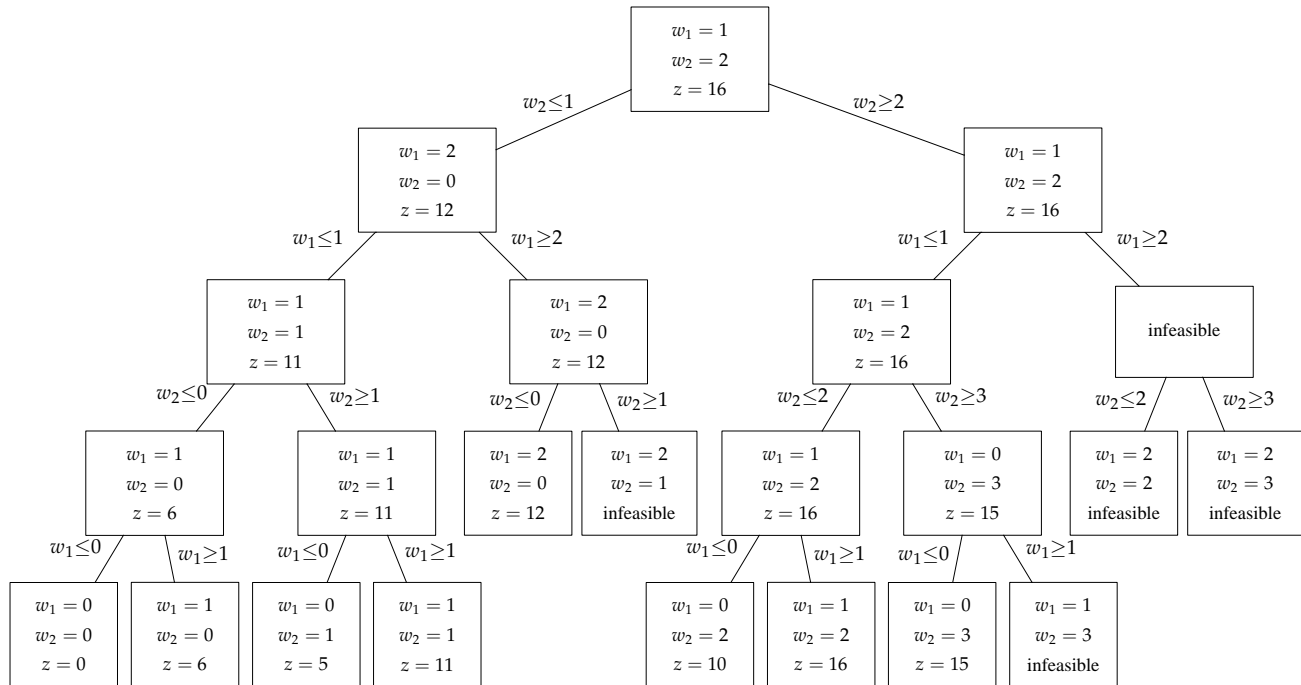 w₁ = 1
w₂ = 2
z = 16
w₂≤1
w₂≥2
w₁ = 2
w₂ = 0
z = 12
w₁ = 1
w₂ = 2
z = 16
w₁≤1
w₁≥2
w₁≤1
w₁≥2
w₁ = 1
w₂ = 1
z = 11
w₁ = 2
w₂ = 0
z = 12
w₁ = 1
w₂ = 2
z = 16
infeasible
w₂≤0
w₂≥1
w₂≤0
w₂≥1
w₂≤2
w₂≥3
w₂≤2
w₂≥3
w₁ = 1
w₂ = 0
z = 6
w₁ = 1
w₂ = 1
z = 11
w₁ = 2
w₂ = 0
z = 12
w₁ = 2
w₂ = 1
infeasible
w₁ = 1
w₂ = 2
z = 16
w₁ = 0
w₂ = 3
z = 15
w₁ = 2
w₂ = 2
infeasible
w₁ = 2
w₂ = 3
infeasible
w₁≤0
w₁≥1
w₁≤0
w₁≥1
w₁≤0
w₁≥1
w₁≤0
w₁≥1
w₁ = 0
w₂ = 0
z = 0
w₁ = 1
w₂ = 0
z = 6
w₁ = 0
w₂ = 1
z = 5
w₁ = 1
w₂ = 1
z = 11
w₁ = 0
w₂ = 2
z = 10
w₁ = 1
w₂ = 2
z = 16
w₁ = 0
w₂ = 3
z = 15
w₁ = 1
w₂ = 3
infeasible